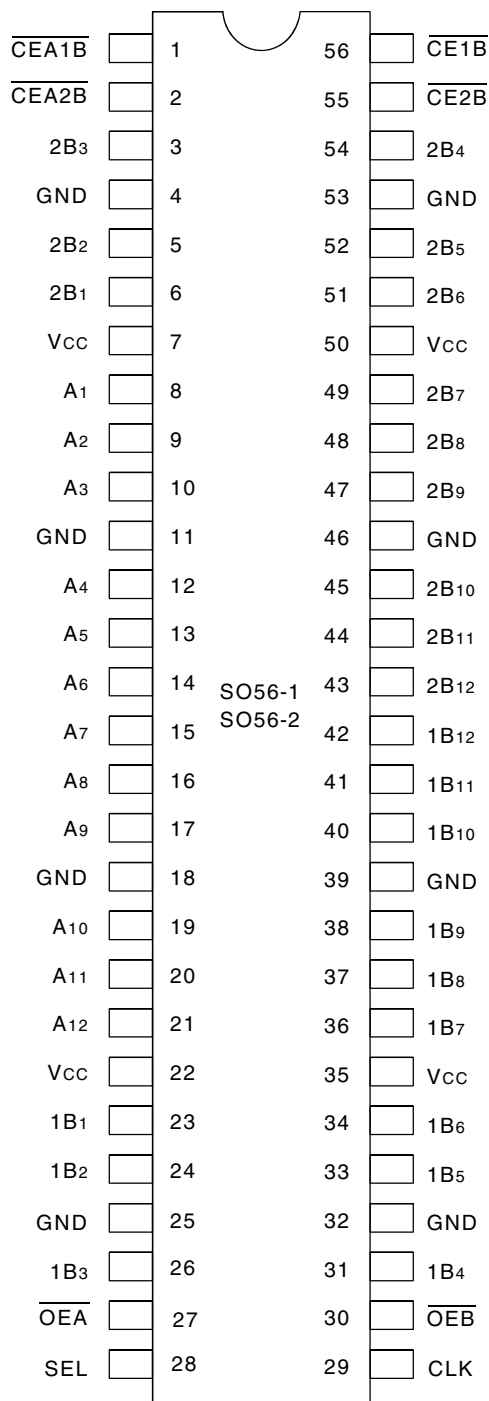 CEA1B 1 56 CE1B
CEA2B 2 55 CE2B
2B3 3 54 2B4
GND 4 53 GND
2B2 5 52 2B5
2B1 6 51 2B6
VCC 7 50 VCC
A1 8 49 2B7
A2 9 48 2B8
A3 10 47 2B9
GND 11 46 GND
A4 12 45 2B10
A5 13 44 2B11
A6 14 SO56-1 43 2B12
SO56-2
A7 15 42 1B12
A8 16 41 1B11
A9 17 40 1B10
GND 18 39 GND
A10 19 38 1B9
A11 20 37 1B8
A12 21 36 1B7
VCC 22 35 VCC
1B1 23 34 1B6
1B2 24 33 1B5
GND 25 32 GND
1B3 26 31 1B4
OEA 27 30 OEB
SEL 28 29 CLK